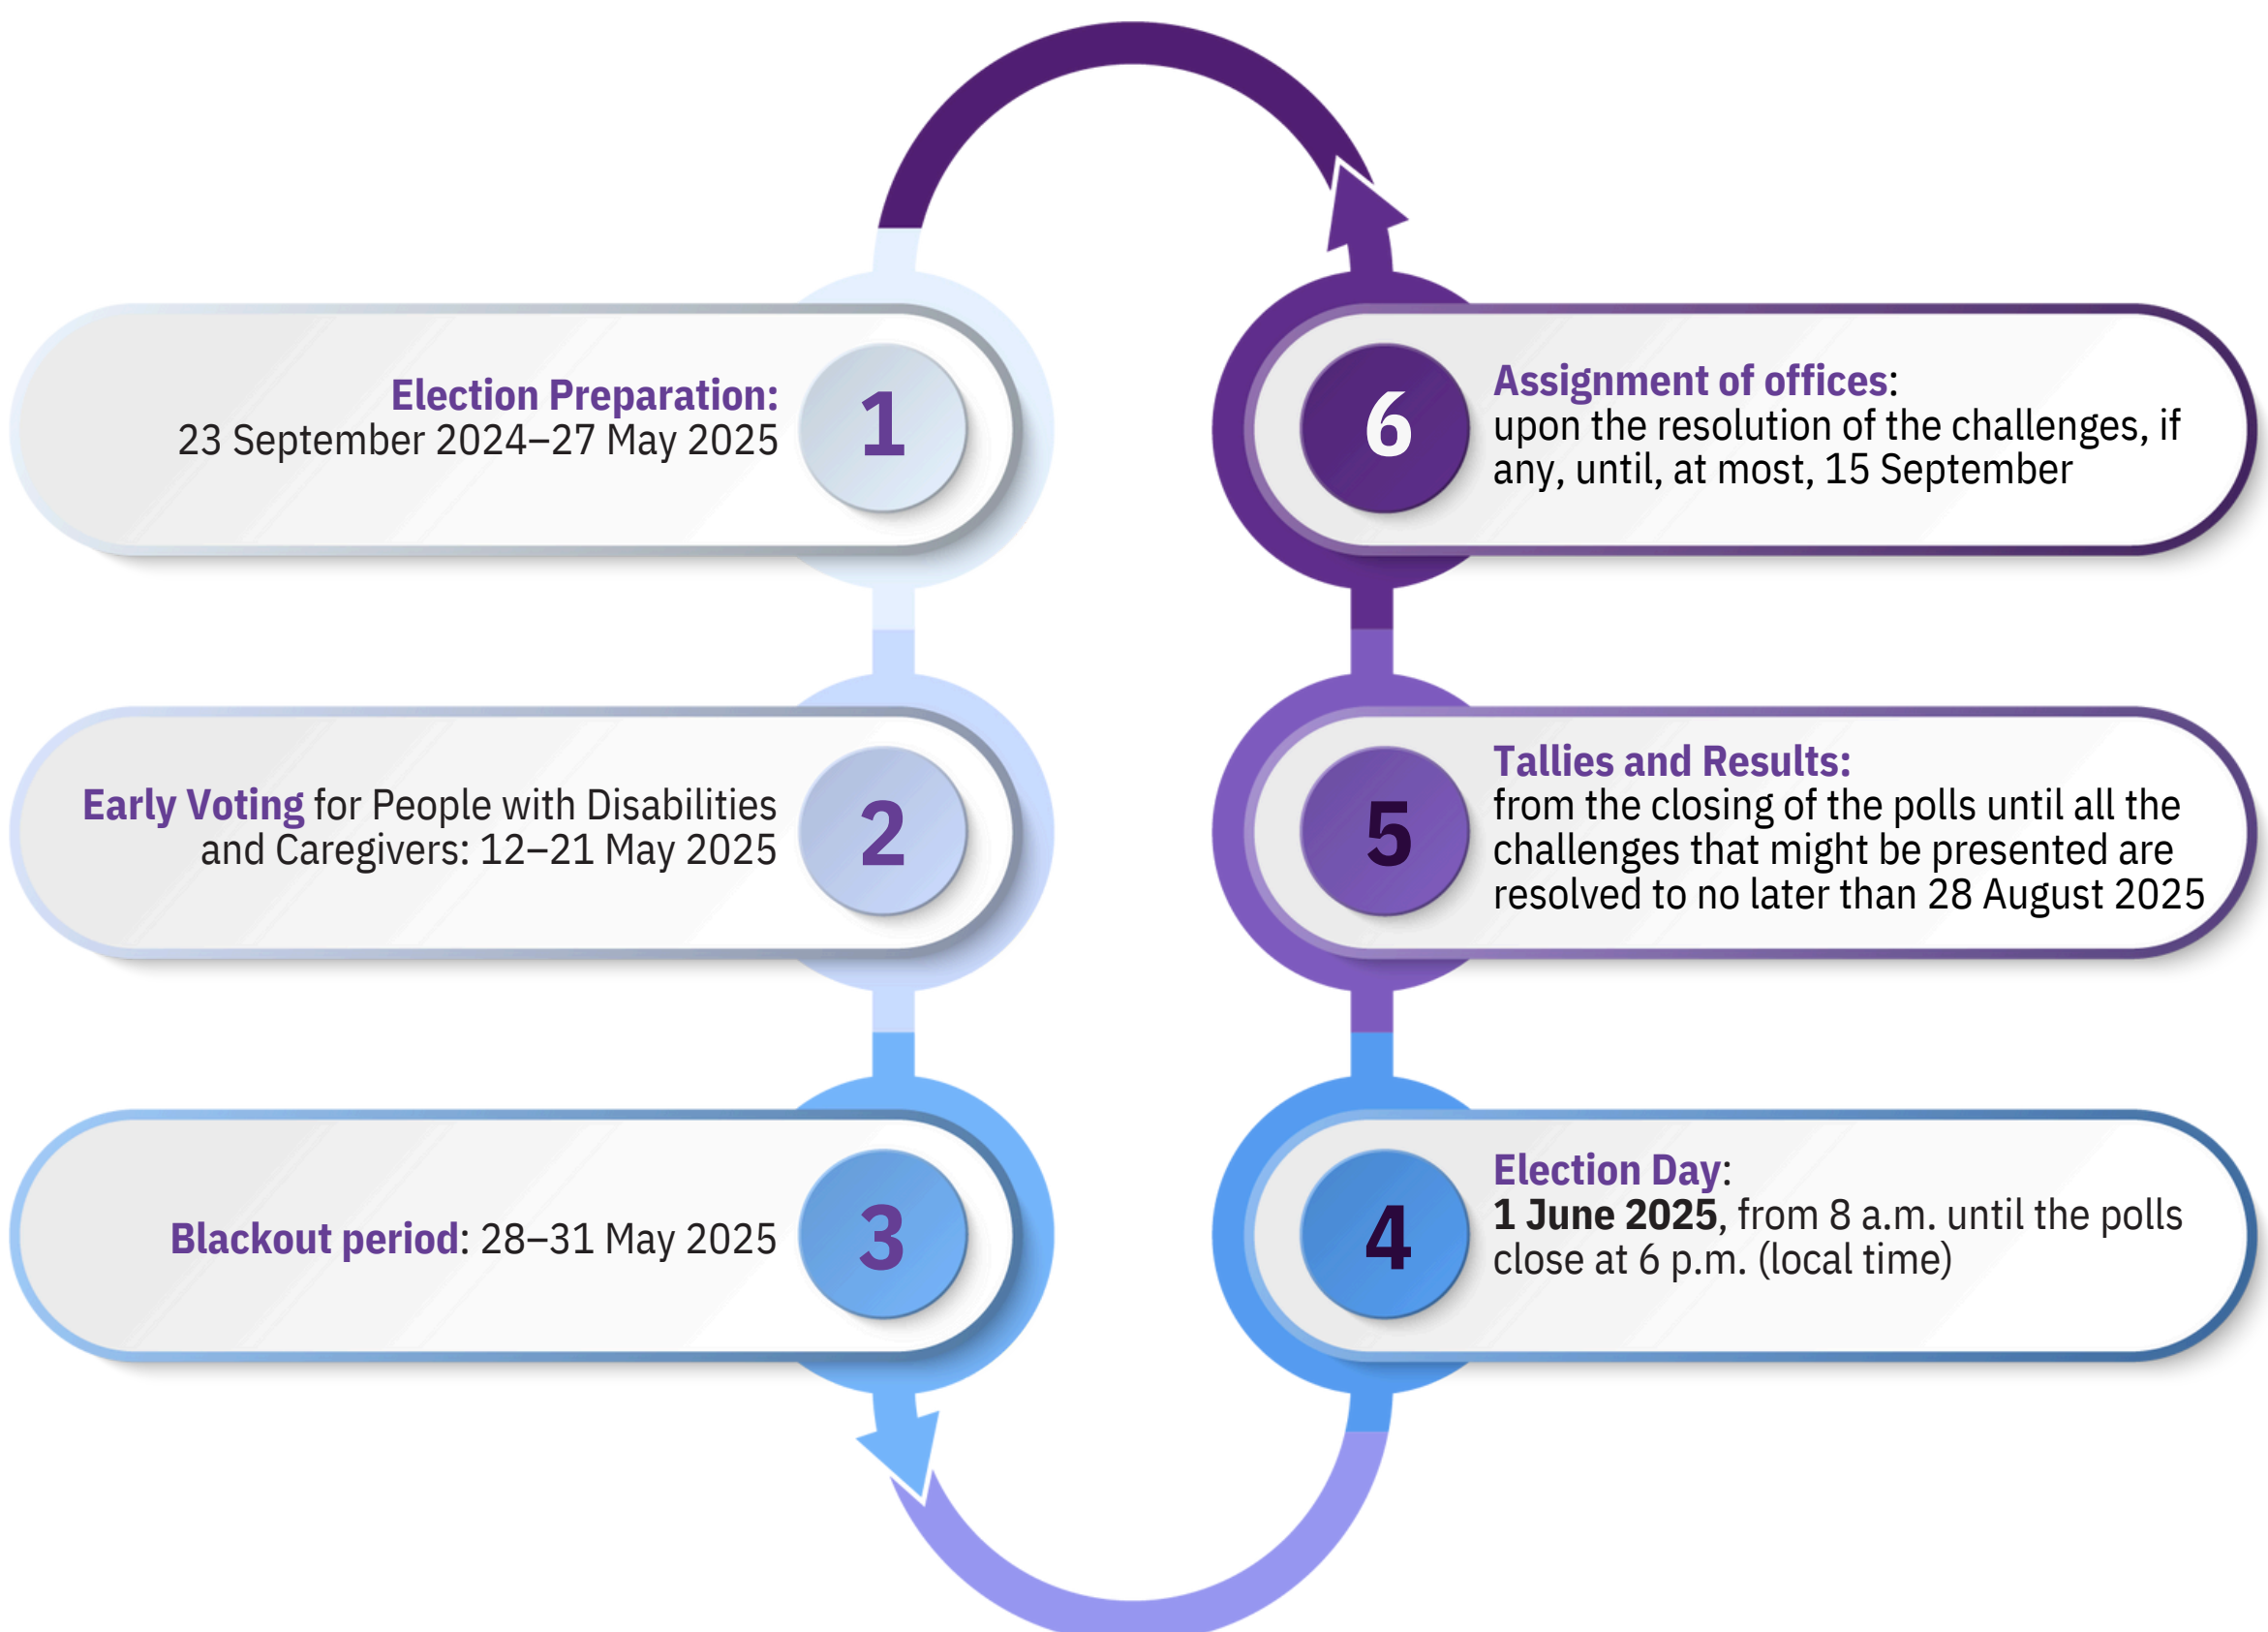 1
Election Preparation:
23 September 2024–27 May 2025
2
Early Voting for People with Disabilities
and Caregivers: 12–21 May 2025
3
Blackout period: 28–31 May 2025
4
Election Day:
1 June 2025, from 8 a.m. until the polls
close at 6 p.m. (local time)
5
Tallies and Results:
from the closing of the polls until all the
challenges that might be presented are
resolved to no later than 28 August 2025
6
Assignment of offices:
upon the resolution of the challenges, if
any, until, at most, 15 September